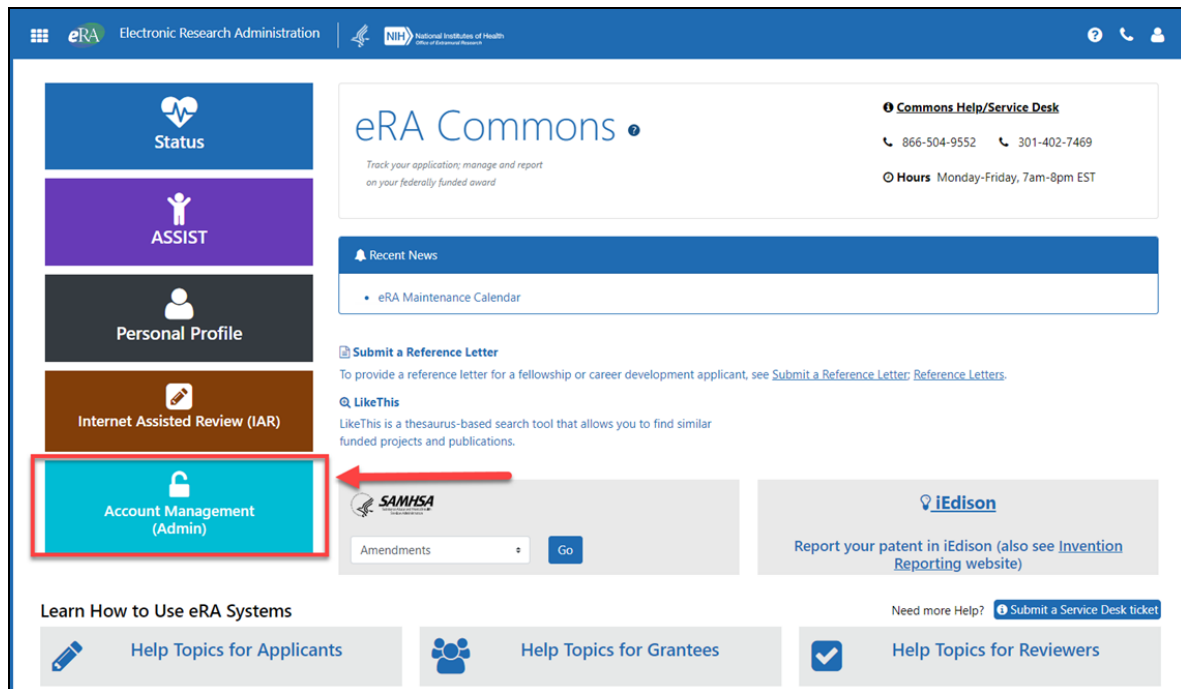 eRA
Electronic Research Administration
NIH National Institutes of Health
Office of Extramural Research
Status
ASSIST
Personal Profile
Internet Assisted Review (IAR)
Account Management
(Admin)
eRA Commons
Track your application; manage and report
on your federally funded award
Commons Help/Service Desk
866-504-9552 301-402-7469
Hours Monday-Friday, 7am-8pm EST
Recent News
• eRA Maintenance Calendar
Submit a Reference Letter
To provide a reference letter for a fellowship or career development applicant, see Submit a Reference Letter; Reference Letters.
LikeThis
LikeThis is a thesaurus-based search tool that allows you to find similar
funded projects and publications.
SAMHSA
Amendments
Go
iEdison
Report your patent in iEdison (also see Invention
Reporting website)
Learn How to Use eRA Systems
Need more Help? Submit a Service Desk ticket
Help Topics for Applicants
Help Topics for Grantees
Help Topics for Reviewers